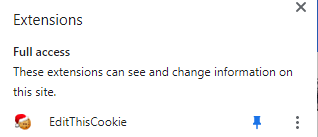 Extensions
Full access
These extensions can see and change information on
this site.
EditThisCookie